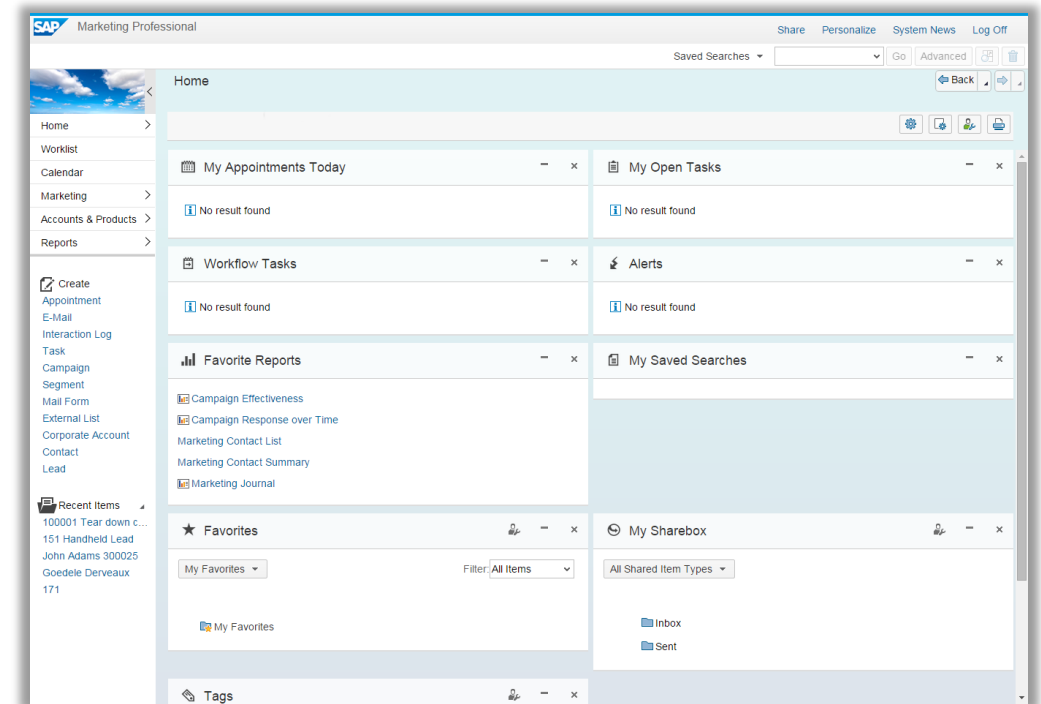 SAP Marketing Professional
Share Personalize System News Log Off
Saved Searches Go Advanced
Home
Back
Home
Worklist
Calendar
Marketing
Accounts & Products
Reports
Create
Appointment
E-Mail
Interaction Log
Task
Campaign
Segment
Mail Form
External List
Corporate Account
Contact
Lead
Recent Items
100001 Tear down c...
151 Handheld Lead
John Adams 300025
Goedele Derveaux
171
My Appointments Today
No result found
My Open Tasks
No result found
Workflow Tasks
No result found
Alerts
No result found
Favorite Reports
Campaign Effectiveness
Campaign Response over Time
Marketing Contact List
Marketing Contact Summary
Marketing Journal
My Saved Searches
Favorites
My Favorites Filter: All Items
My Favorites
My Sharebox
All Shared Item Types
Inbox
Sent
Tags